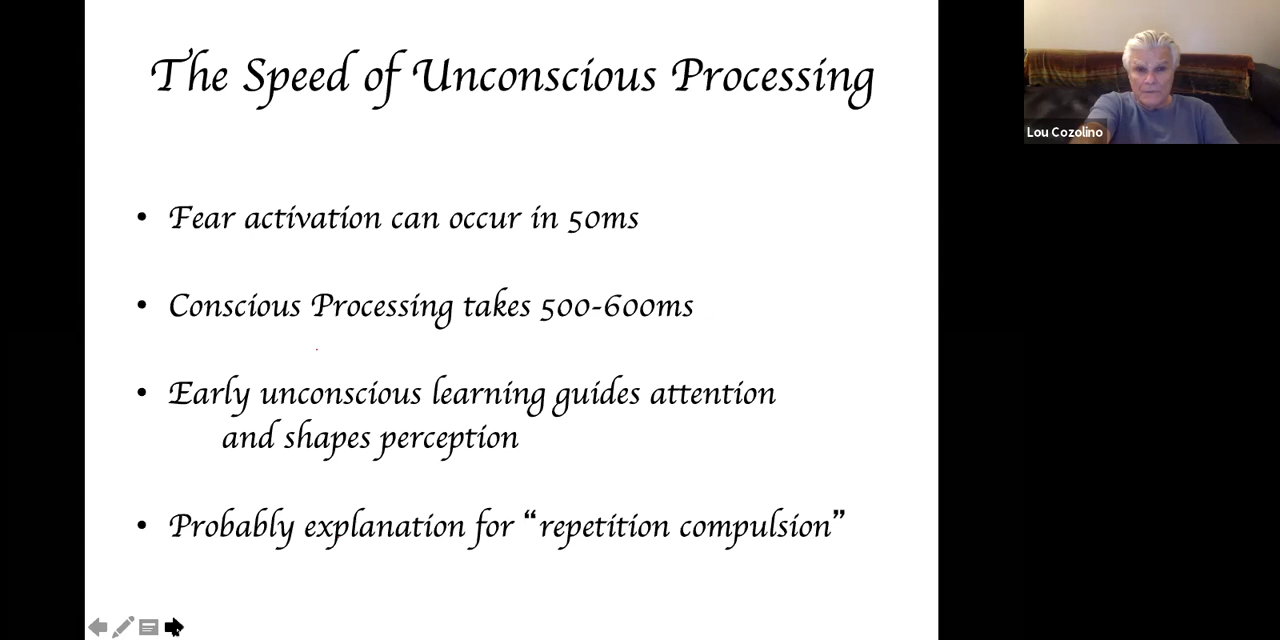 The Speed of Unconscious Processing
• Fear activation can occur in 50ms
• Conscious Processing takes 500-600ms
• Early unconscious learning guides attention
and shapes perception
• Probably explanation for “repetition compulsion”
Lou Cozolino